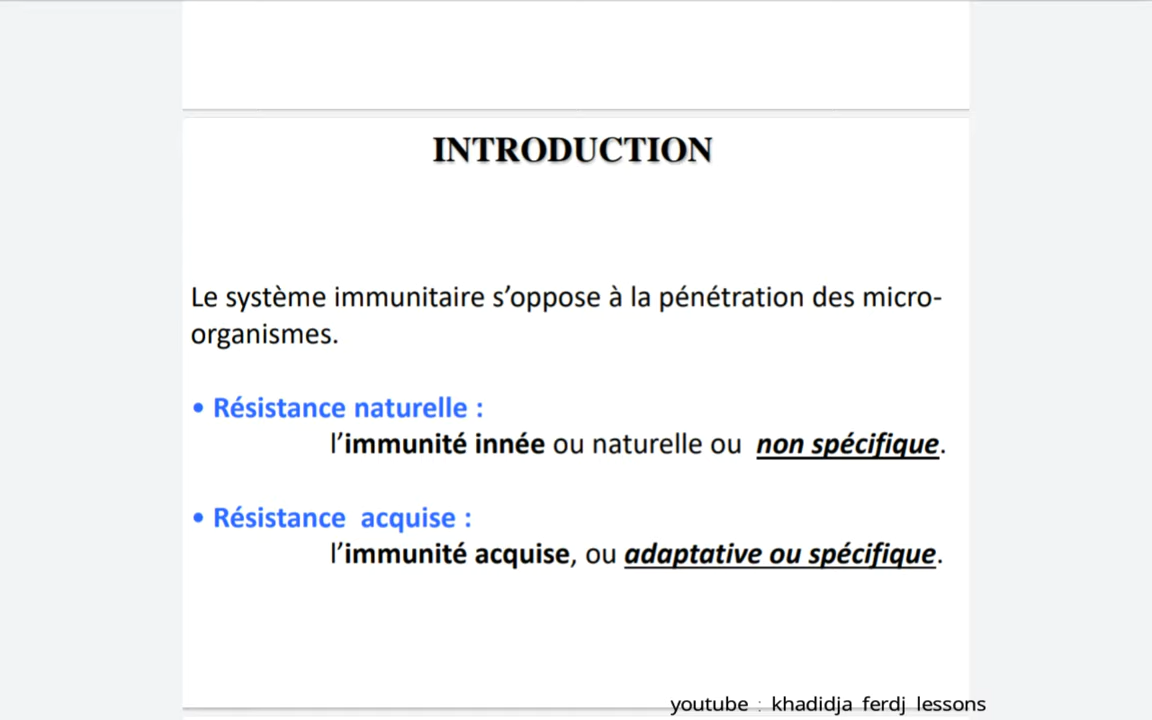 INTRODUCTION
Le système immunitaire s’oppose à la pénétration des micro-
organismes.
• Résistance naturelle :
l’immunité innée ou naturelle ou non spécifique.
• Résistance acquise :
l’immunité acquise, ou adaptative ou spécifique.
youtube : khadidja ferdj lessons